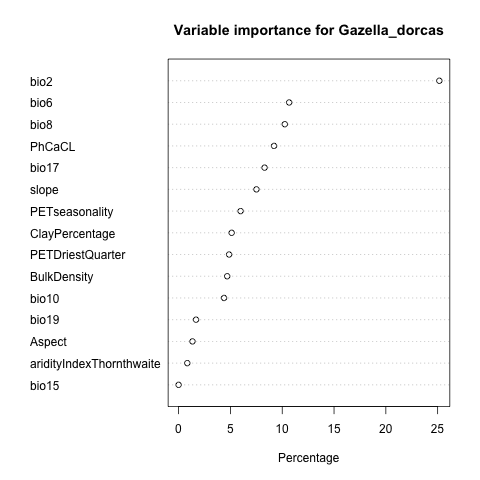 Variable importance for Gazella_dorcas
bio2
bio6
bio8
PhCaCL
bio17
slope
PETseasonality
ClayPercentage
PETDriestQuarter
BulkDensity
bio10
bio19
Aspect
aridityIndexThornthwaite
bio15
0 5 10 15 20 25
Percentage